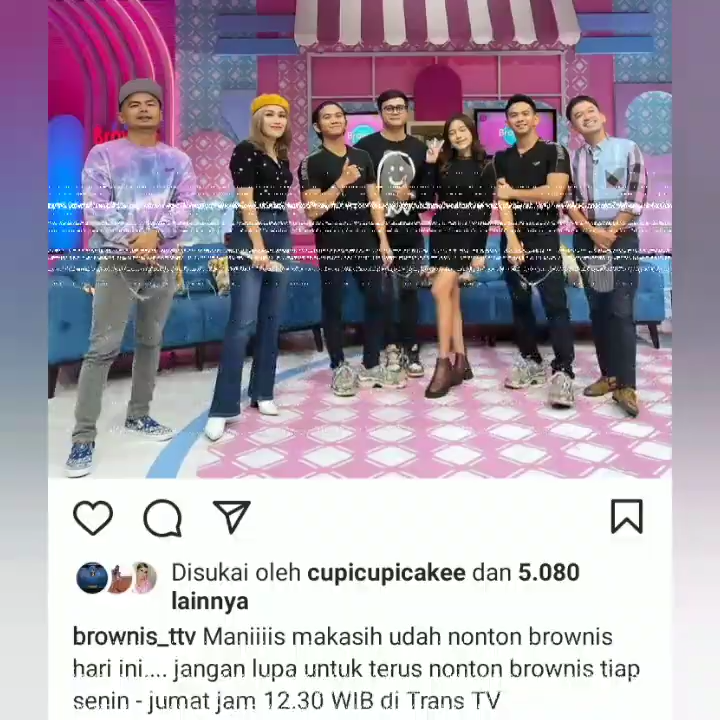 Disukai oleh cupicupicakee dan 5.080
lainnya
brownis_ttv Maniiiis makasih udah nonton brownis
hari ini.... jangan lupa untuk terus nonton brownis tiap
senin - jumat jam 12.30 WIB di Trans TV